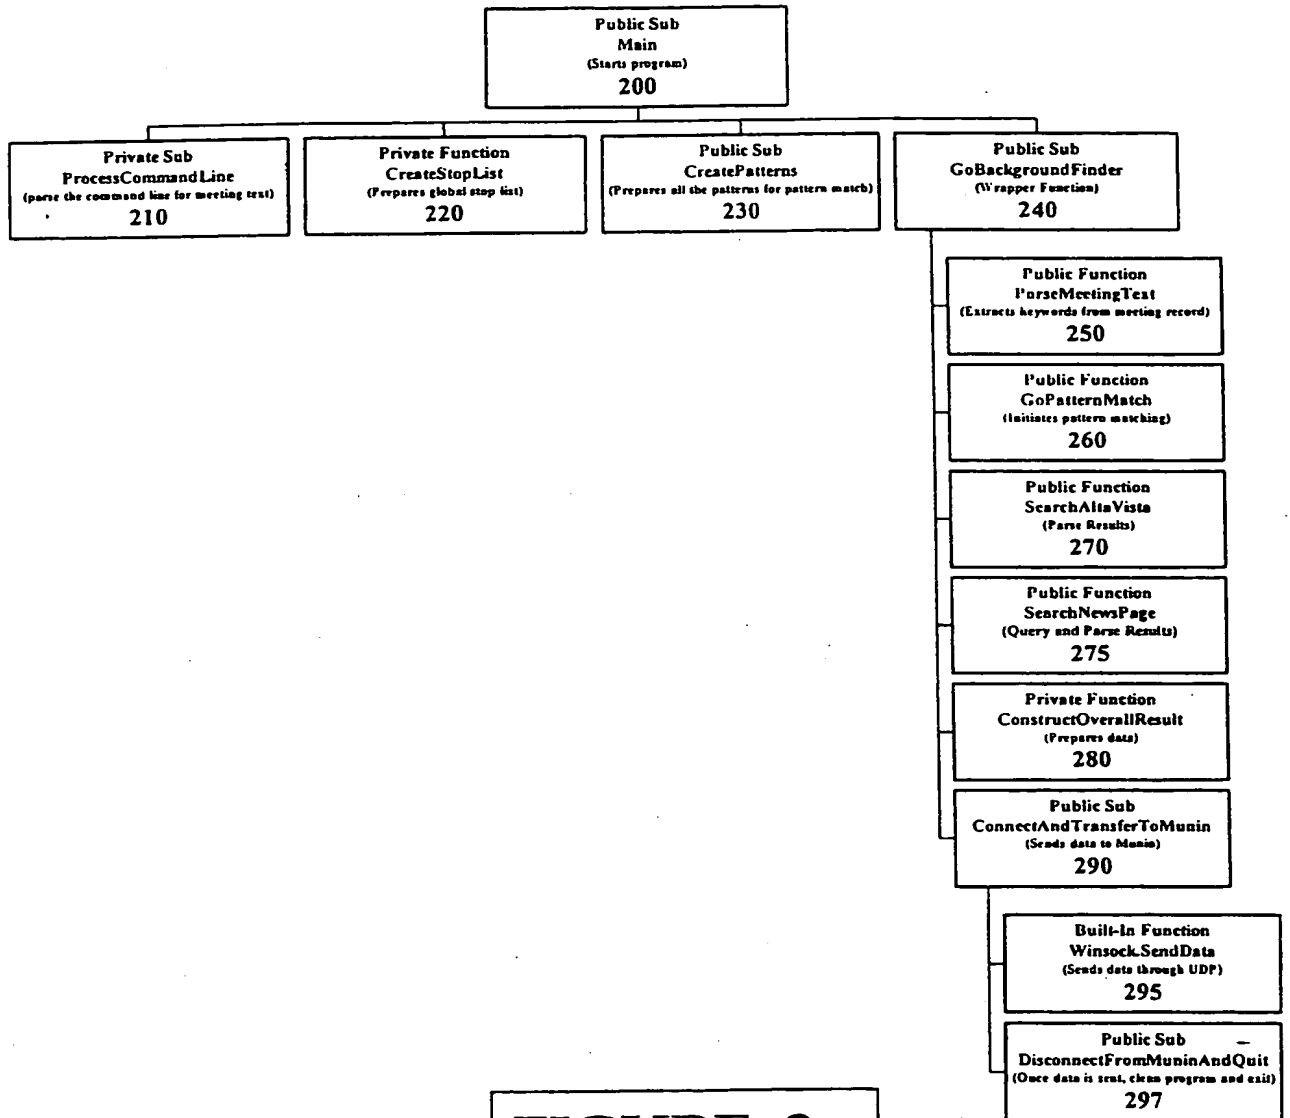 Public Sub
Main
(Starts program)
200
Private Sub
ProcessCommandLine
(parse the command line for meeting text)
210
Private Function
CreateStopList
(Prepares global stop list)
220
Public Sub
CreatePatterns
(Prepares all the patterns for pattern match)
230
Public Sub
GoBackgroundFinder
(Wrapper Function)
240
Public Function
ParseMeetingText
(Extracts keywords from meeting record)
250
Public Function
GoPatternMatch
(Initiates pattern matching)
260
Public Function
SearchAltaVista
(Parse Results)
270
Public Function
SearchNewsPage
(Query and Parse Results)
275
Private Function
ConstructOverallResult
(Prepares data)
280
Public Sub
ConnectAndTransferToMunin
(Sends data to Munin)
290
Built-In Function
Winsock.SendData
(Sends data through UDP)
295
Public Sub
DisconnectFromMuninAndQuit
(Once data is sent, clean program and exit)
297
FIGURE 2